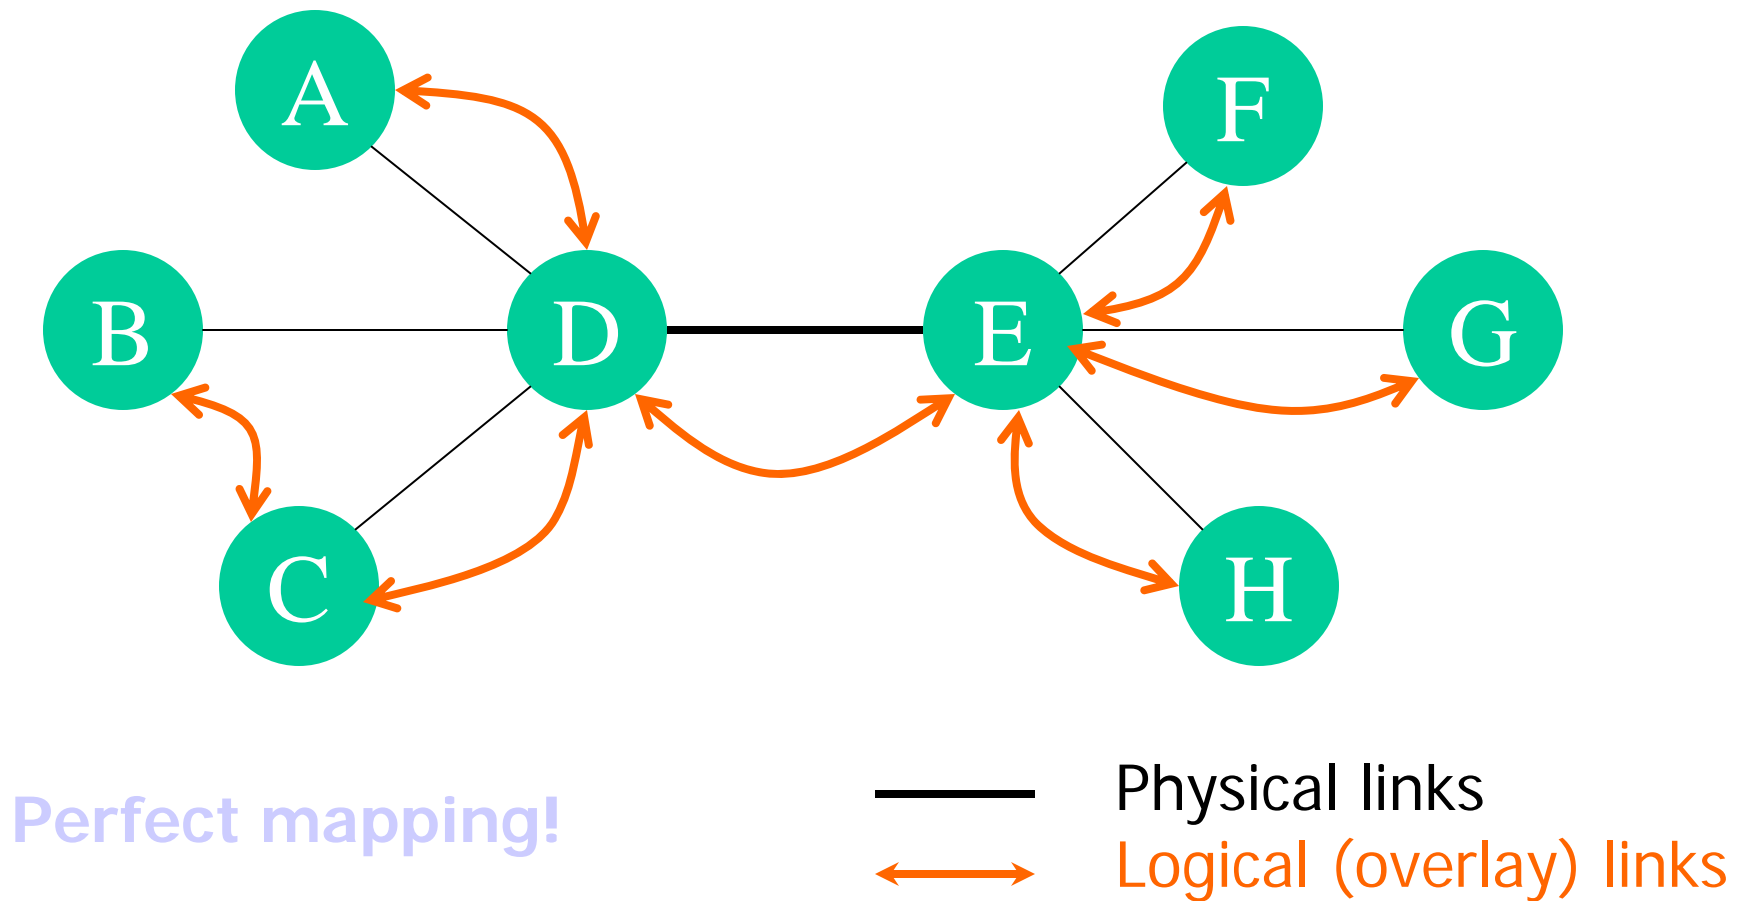 A
F
B
D
E
G
C
H
Physical links
Perfect mapping!
Logical (overlay) links